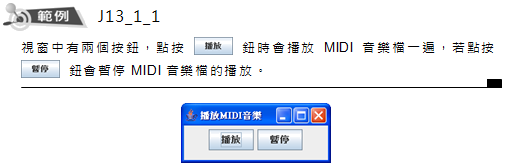 範例 J13_1_1
視窗中有兩個按鈕，點按 播放 鈕時會播放 MIDI 音樂檔一遍，若點按
暫停 鈕會暫停 MIDI 音樂檔的播放。
播放MIDI音樂
播放 暫停